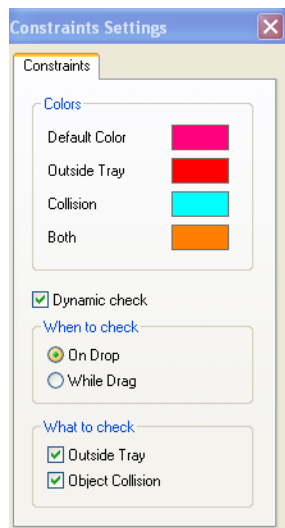 Constraints Settings
Constraints
Colors
Default Color
Outside Tray
Collision
Both
Dynamic check
When to check
On Drop
While Drag
What to check
Outside Tray
Object Collision